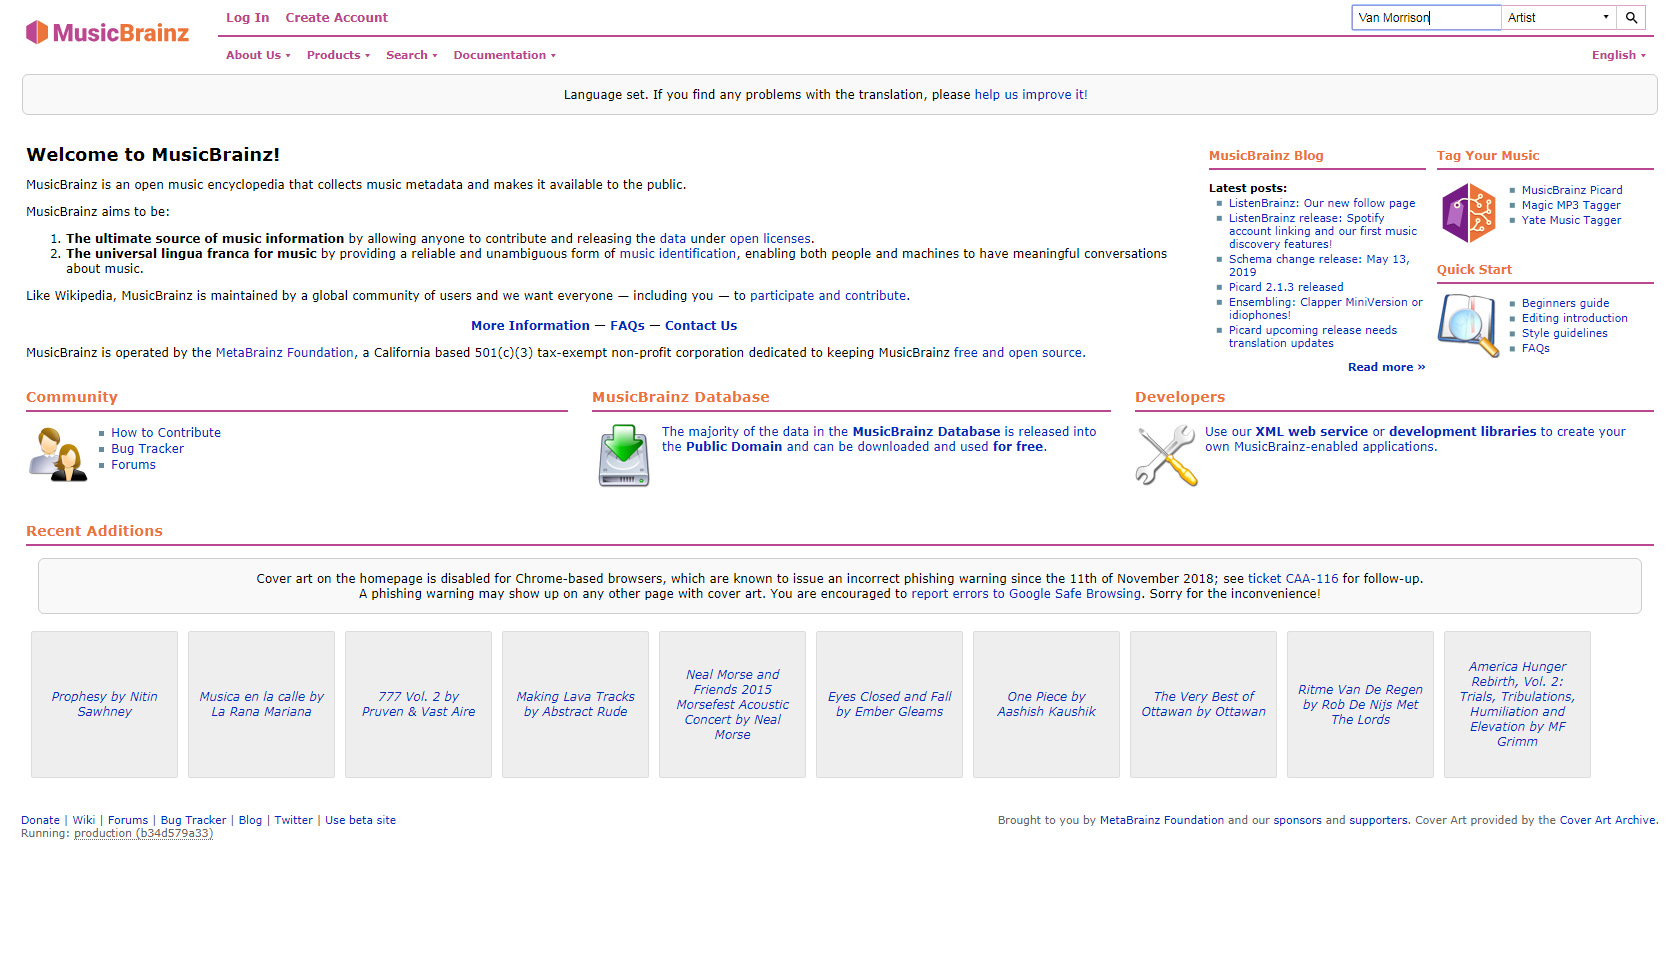 MusicBrainz
Log In Create Account
Van Morrison Artist
About Us Products Search Documentation
English
Language set. If you find any problems with the translation, please help us improve it!
Welcome to MusicBrainz!
MusicBrainz is an open music encyclopedia that collects music metadata and makes it available to the public.
MusicBrainz aims to be:
1. The ultimate source of music information by allowing anyone to contribute and releasing the data under open licenses.
2. The universal lingua franca for music by providing a reliable and unambiguous form of music identification, enabling both people and machines to have meaningful conversations
about music.
Like Wikipedia, MusicBrainz is maintained by a global community of users and we want everyone — including you — to participate and contribute.
More Information — FAQs — Contact Us
MusicBrainz is operated by the MetaBrainz Foundation, a California based 501(c)(3) tax-exempt non-profit corporation dedicated to keeping MusicBrainz free and open source.
MusicBrainz Blog
Latest posts:
ListenBrainz: Our new follow page
ListenBrainz release: Spotify
account linking and our first music
discovery features!
Schema change release: May 13,
2019
Picard 2.1.3 released
Ensembling: Clapper MiniVersion or
idiophones!
Picard upcoming release needs
translation updates
Read more »
Tag Your Music
MusicBrainz Picard
Magic MP3 Tagger
Yate Music Tagger
Quick Start
Beginners guide
Editing introduction
Style guidelines
FAQs
Community
How to Contribute
Bug Tracker
Forums
MusicBrainz Database
The majority of the data in the MusicBrainz Database is released into
the Public Domain and can be downloaded and used for free.
Developers
Use our XML web service or development libraries to create your
own MusicBrainz-enabled applications.
Recent Additions
Cover art on the homepage is disabled for Chrome-based browsers, which are known to issue an incorrect phishing warning since the 11th of November 2018; see ticket CAA-116 for follow-up.
A phishing warning may show up on any other page with cover art. You are encouraged to report errors to Google Safe Browsing. Sorry for the inconvenience!
Prophesy by Nitin
Sawhney
Musica en la calle by
La Rana Mariana
777 Vol. 2 by
Pruven & Vast Aire
Making Lava Tracks
by Abstract Rude
Neal Morse and
Friends 2015
Morsefest Acoustic
Concert by Neal
Morse
Eyes Closed and Fall
by Ember Gleams
One Piece by
Aashish Kaushik
The Very Best of
Ottawan by Ottawan
Ritme Van De Regen
by Rob De Nijs Met
The Lords
America Hunger
Rebirth, Vol. 2:
Trials, Tribulations,
Humiliation and
Elevation by MF
Grimm
Donate | Wiki | Forums | Bug Tracker | Blog | Twitter | Use beta site
Running: production (b34d579a33)
Brought to you by MetaBrainz Foundation and our sponsors and supporters. Cover Art provided by the Cover Art Archive.